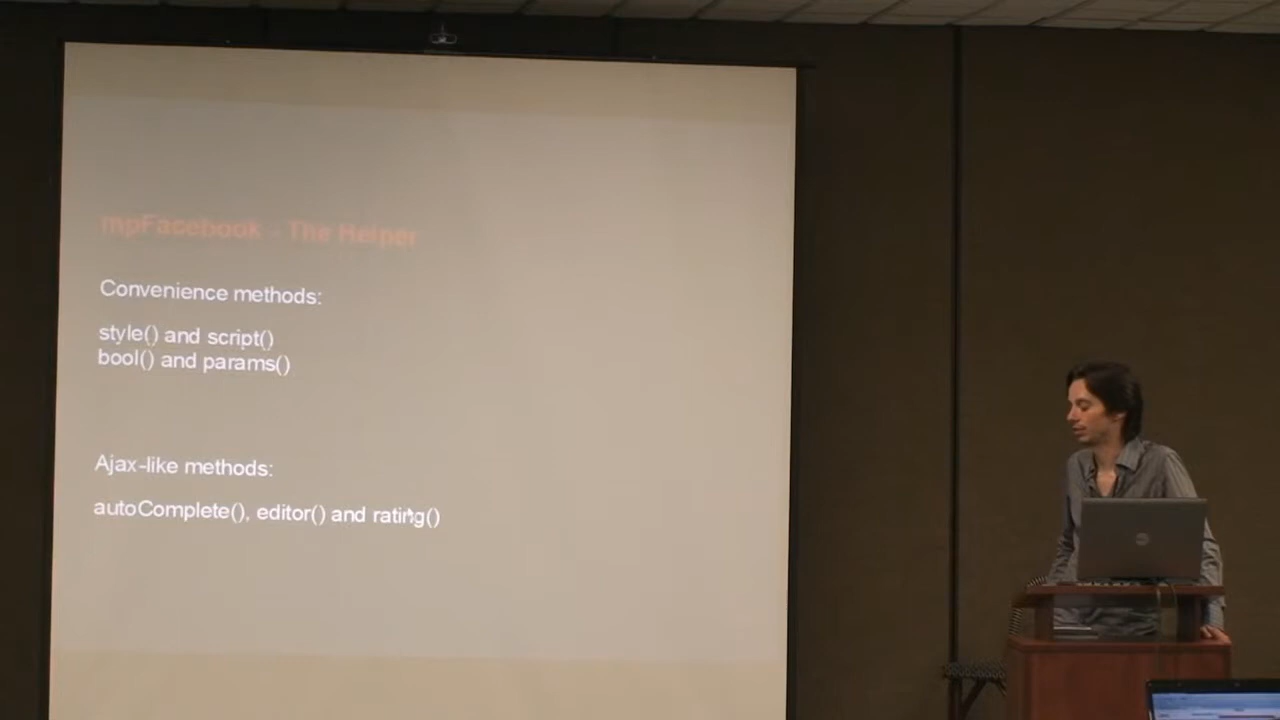 mpFacebook - The Helper
Convenience methods:
style() and script()
bool() and params()
Ajax-like methods:
autoComplete(), editor() and rating()